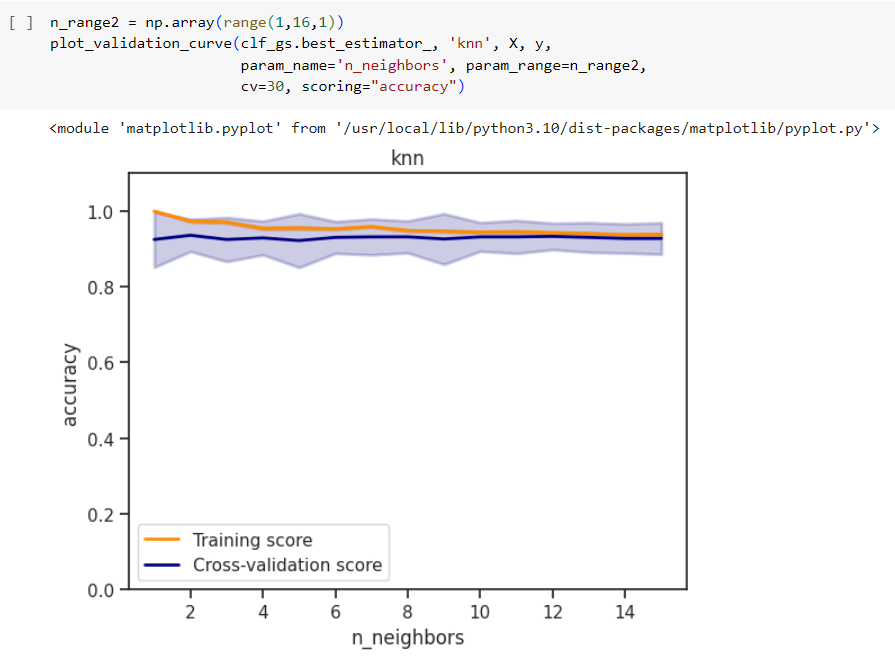 [ ] n_range2 = np.array(range(1,16,1))
plot_validation_curve(clf_gs.best_estimator_, 'knn', X, y,
param_name='n_neighbors', param_range=n_range2,
cv=30, scoring="accuracy")
<module 'matplotlib.pyplot' from '/usr/local/lib/python3.10/dist-packages/matplotlib/pyplot.py'>
knn
1.0
0.8
0.6
0.4
0.2
0.0
accuracy
Training score
Cross-validation score
2 4 6 8 10 12 14
n_neighbors